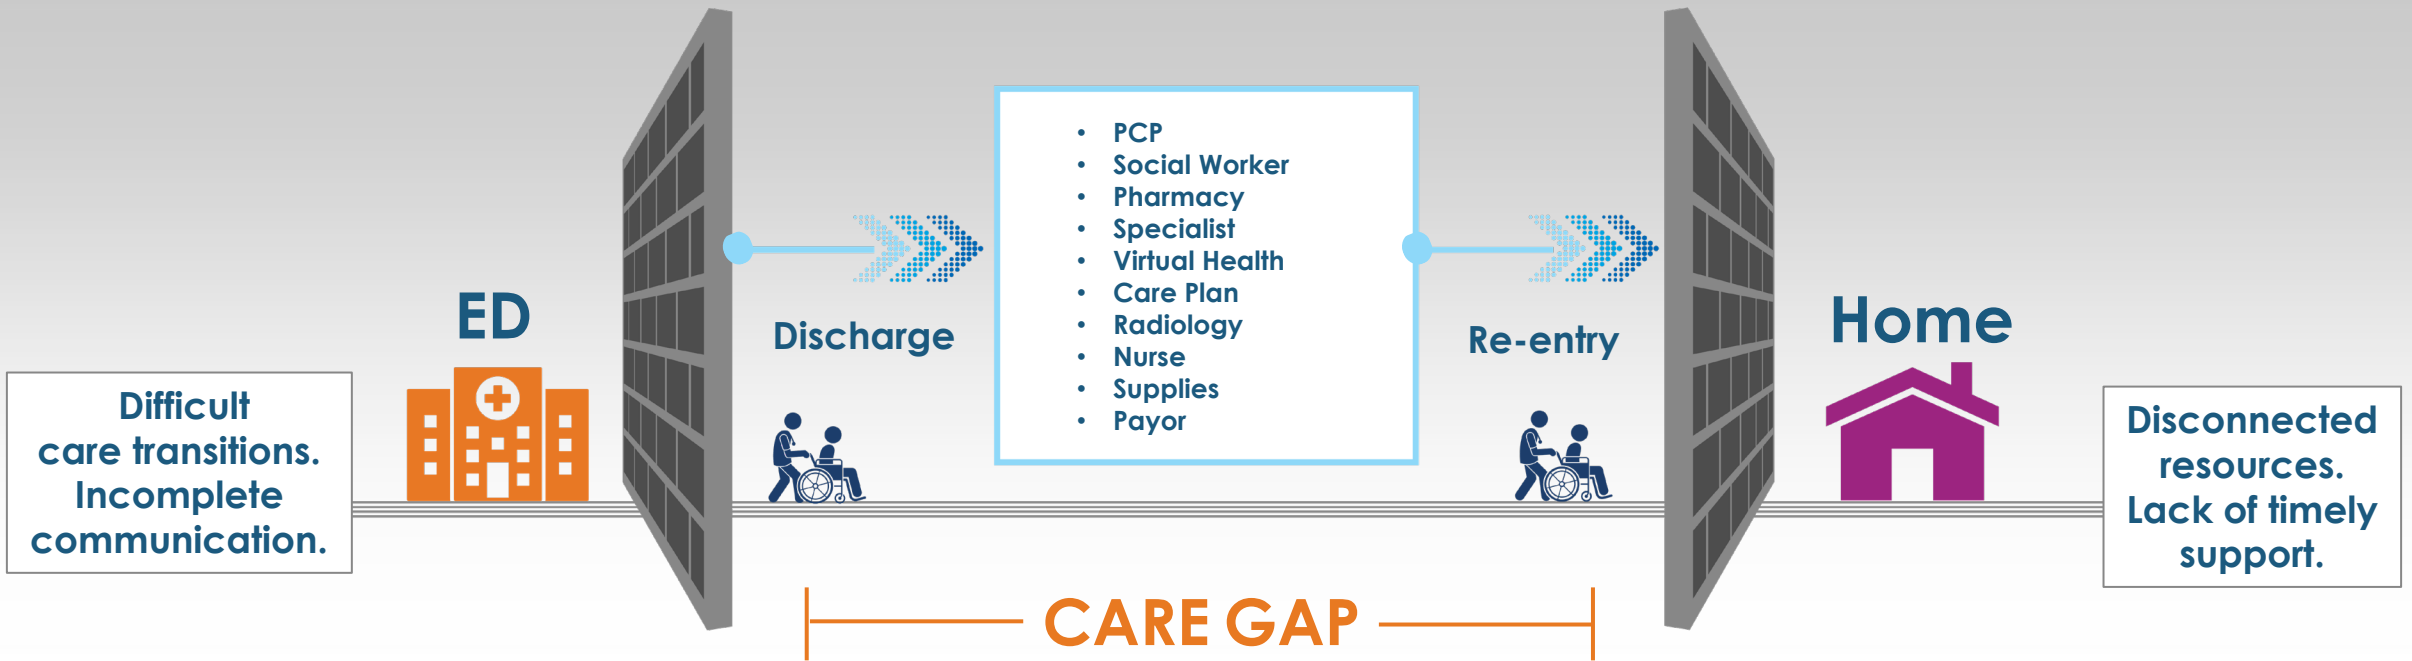 ED
Difficult
care transitions.
Incomplete
communication.
Discharge
• PCP
• Social Worker
• Pharmacy
• Specialist
• Virtual Health
• Care Plan
• Radiology
• Nurse
• Supplies
• Payor
Re-entry
Home
Disconnected
resources.
Lack of timely
support.
CARE GAP